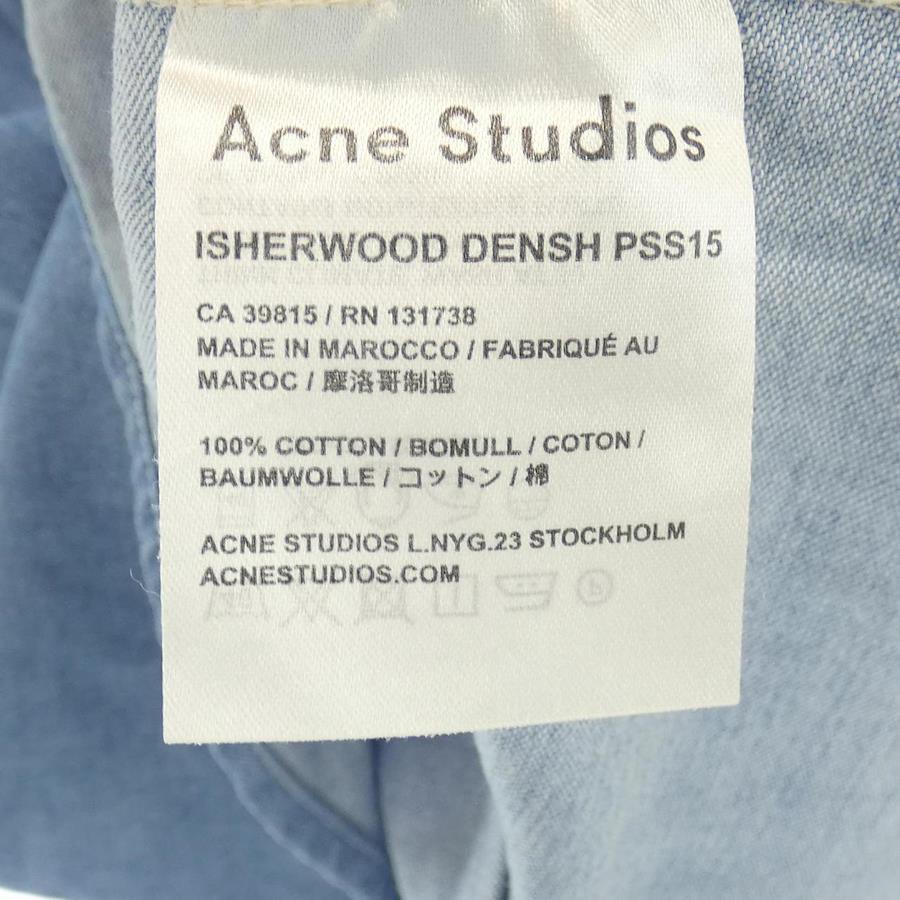 Acne Studios
ISHERWOOD DENSH PSS15
CA 39815 / RN 131738
MADE IN MAROCCO / FABRIQUÉ AU
MAROC / 摩洛哥制造
100% COTTON / BOMULL / COTON /
BAUMWOLLE / コットン / 棉
ACNE STUDIOS L.NYG.23 STOCKHOLM
ACNESTUDIOS.COM